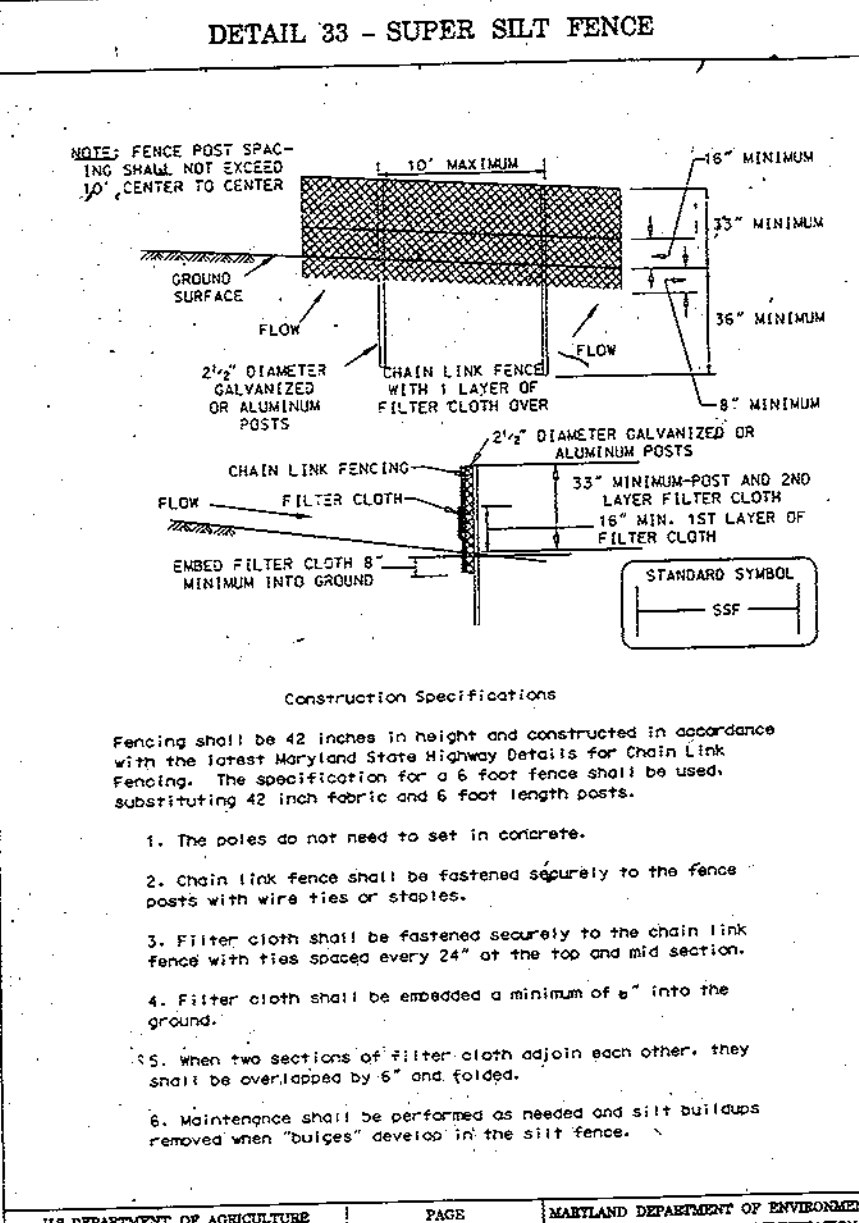 DETAIL 33 - SUPER SILT FENCE
NOTE: FENCE POST SPAC-
ING SHALL NOT EXCEED
10' CENTER TO CENTER
10' MAXIMUM
16" MINIMUM
33" MINIMUM
GROUND
SURFACE
FLOW
FLOW
36" MINIMUM
2 1/2" DIAMETER
GALVANIZED
OR ALUMINUM
POSTS
CHAIN LINK FENCE
WITH 1 LAYER OF
FILTER CLOTH OVER
8" MINIMUM
2 1/2" DIAMETER GALVANIZED OR
ALUMINUM POSTS
CHAIN LINK FENCING
FILTER CLOTH
FLOW
33" MINIMUM-POST AND 2ND
LAYER FILTER CLOTH
16" MIN. 1ST LAYER OF
FILTER CLOTH
EMBED FILTER CLOTH 8"
MINIMUM INTO GROUND
STANDARD SYMBOL
SSF
Construction Specifications
Fencing shall be 42 inches in height and constructed in accordance
with the latest Maryland State Highway Details for Chain Link
Fencing. The specification for a 6 foot fence shall be used,
substituting 42 inch fabric and 6 foot length posts.
1. The poles do not need to set in concrete.
2. Chain link fence shall be fastened securely to the fence
posts with wire ties or staples.
3. Filter cloth shall be fastened securely to the chain link
fence with ties spaced every 24" at the top and mid section.
4. Filter cloth shall be embedded a minimum of 8" into the
ground.
5. When two sections of filter cloth adjoin each other, they
shall be overlapped by 6" and folded.
6. Maintenance shall be performed as needed and silt buildups
removed when "bulges" develop in the silt fence.
U.S DEPARTMENT OF AGRICULTURE
PAGE
MARYLAND DEPARTMENT OF ENVIRONME